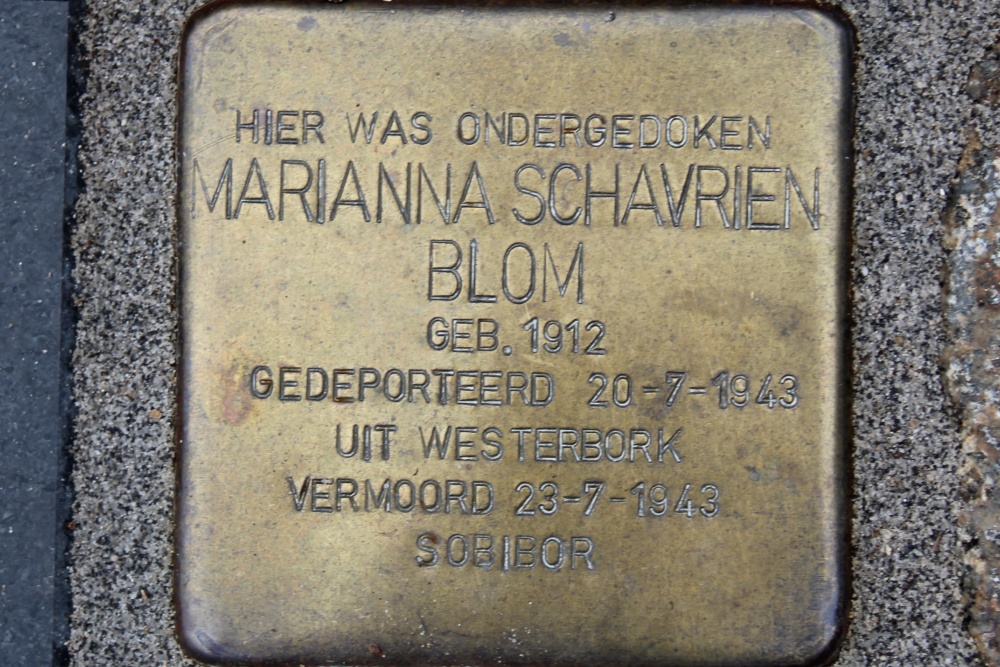 HIER WAS ONDERGEDOKEN
MARIANNA SCHAVRIEN
BLOM
GEB. 1912
GEDEPORTEERD 20-7-1943
UIT WESTERBORK
VERMOORD 23-7-1943
SOBIBOR